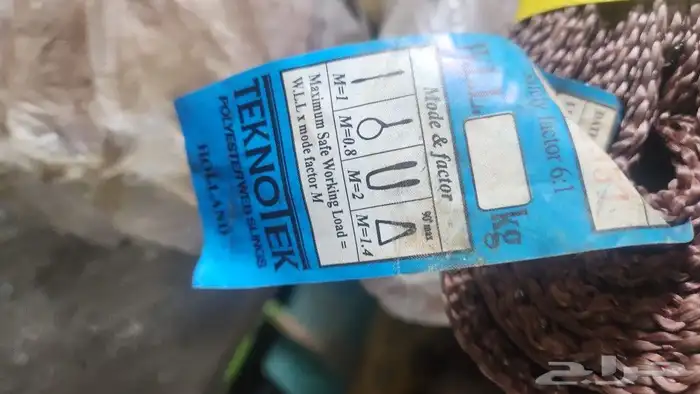 W.L.L. kg
factor 6:1
Mode & factor
90° max
M=1 M=0.8 M=2 M=1.4
Maximum Safe Working Load =
W.L.L x mode factor M
TEKNOTEK
POLYESTER WEB SLINGS
HOLLAND
حراج